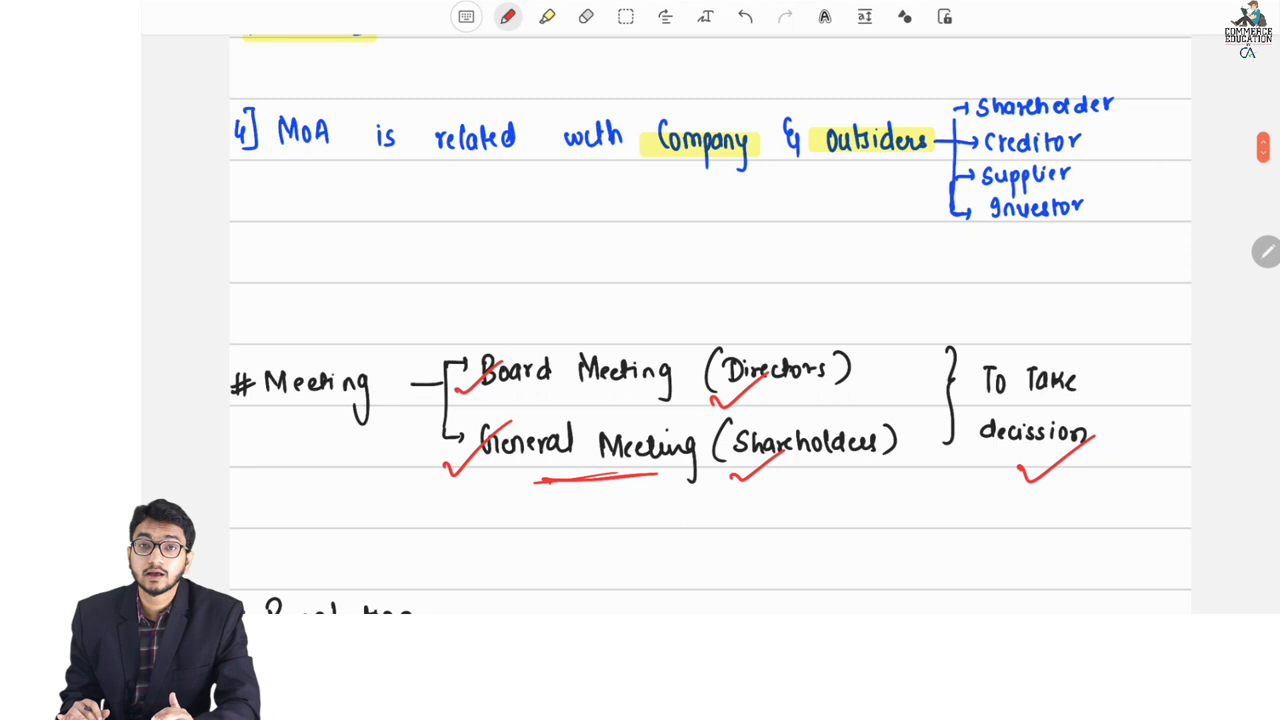 COMMERCE
EDUCATION
BY
CA
4] MoA is related with Company & Outsiders
Shareholder
Creditor
Supplier
Investor
# Meeting
Board Meeting (Directors)
General Meeting (Shareholders)
To Take
decission